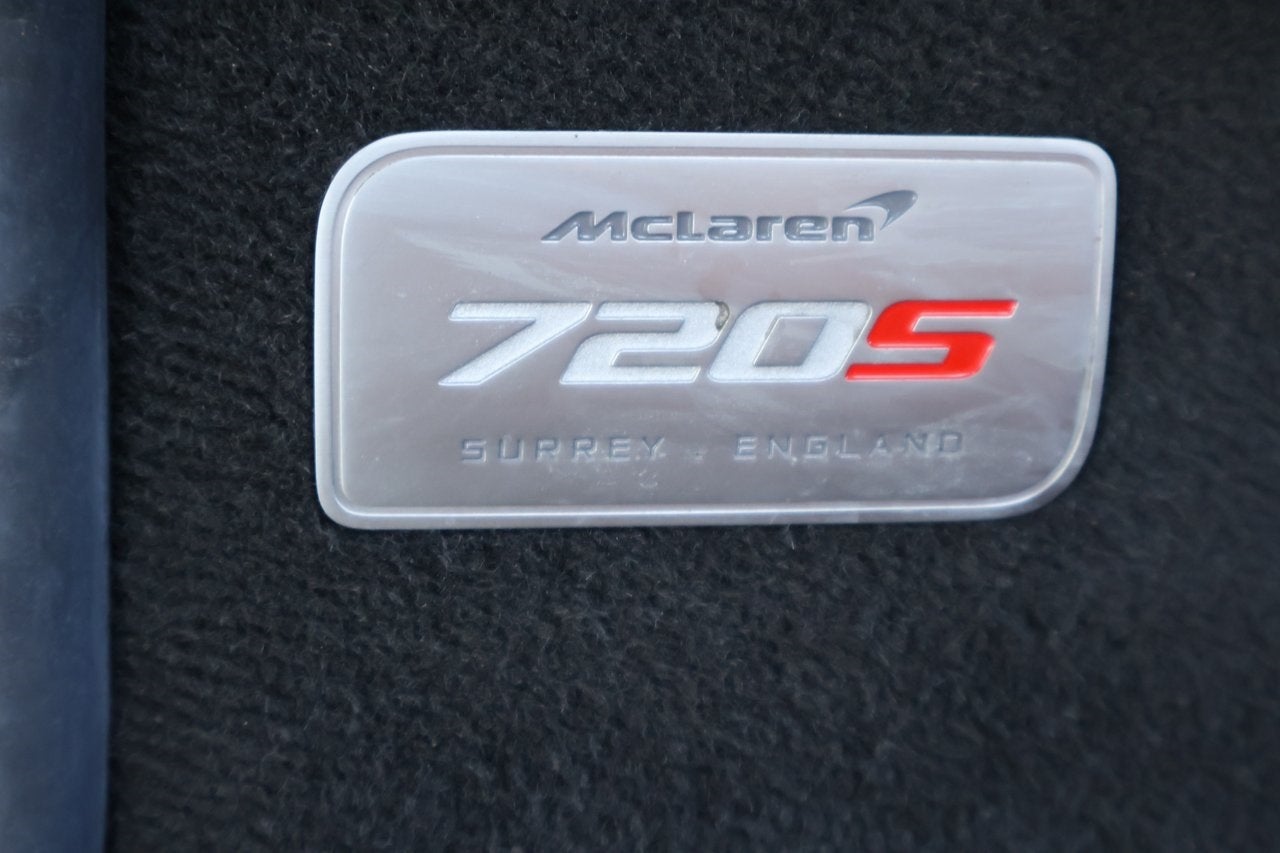 McLaren
720S
SURREY . ENGLAND